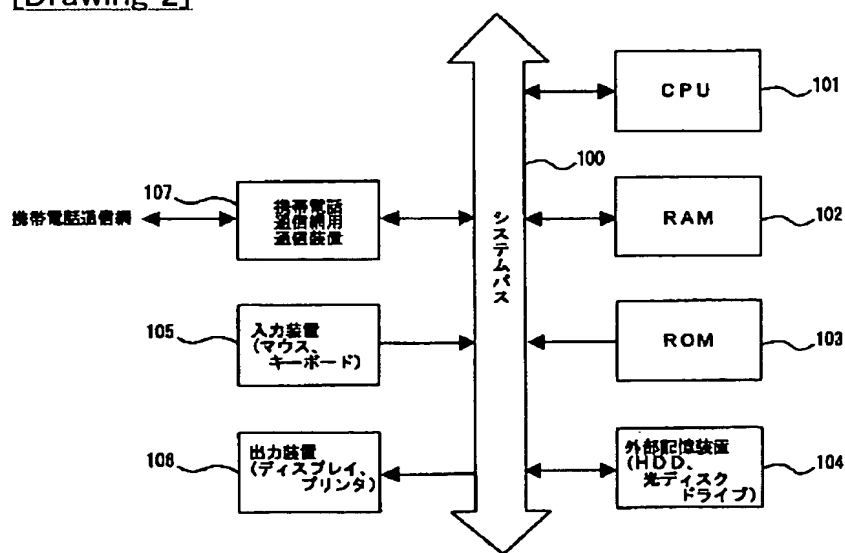 [Drawing 2]
CPU
101
100
107
携帯電話通信網
携帯電話
通信網用
通信装置
システムバス
RAM
102
105
入力装置
(マウス、
キーボード)
ROM
103
106
出力装置
(ディスプレイ、
プリンタ)
外部記憶装置
(HDD、
光ディスク
ドライブ)
104